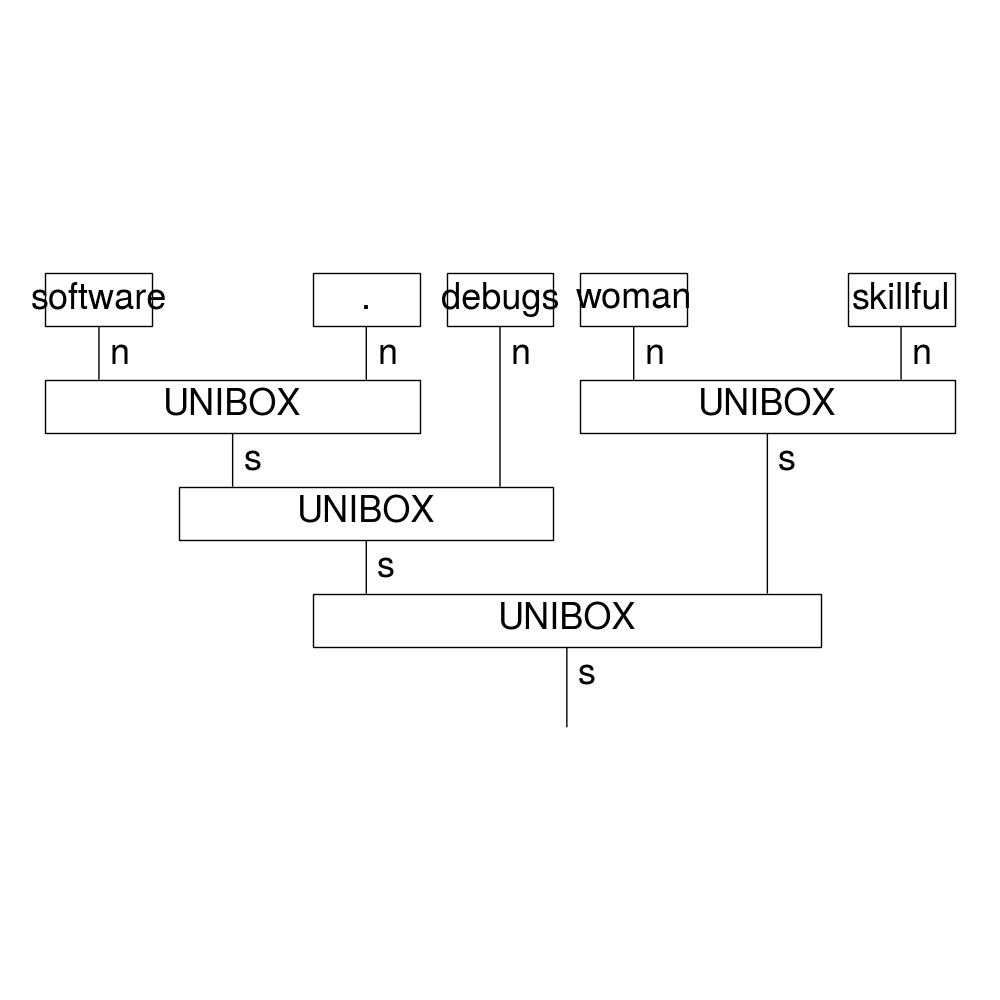 software . debugs woman skillful
n n n n n
UNIBOX UNIBOX
s s
UNIBOX
s
UNIBOX
s